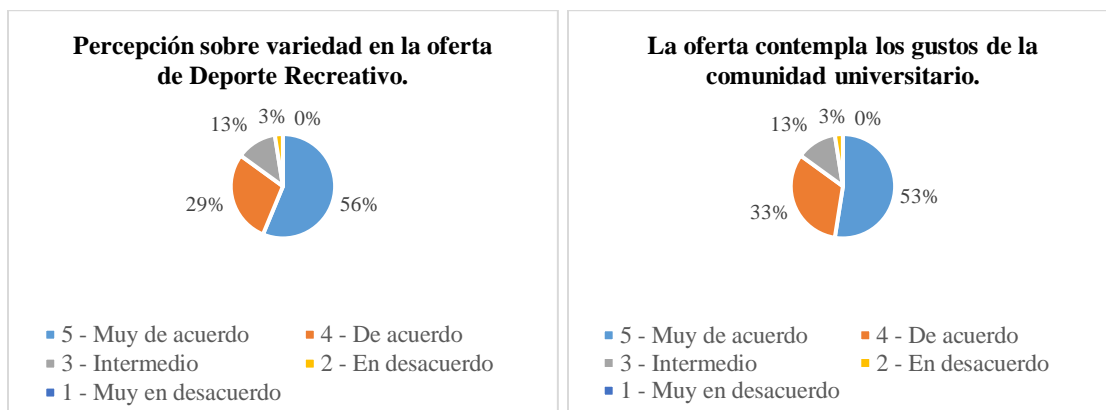 Percepción sobre variedad en la oferta
de Deporte Recreativo.
13%
3%
0%
29%
56%
5 - Muy de acuerdo
4 - De acuerdo
3 - Intermedio
2 - En desacuerdo
1 - Muy en desacuerdo
La oferta contempla los gustos de la
comunidad universitario.
13%
3%
0%
33%
53%
5 - Muy de acuerdo
4 - De acuerdo
3 - Intermedio
2 - En desacuerdo
1 - Muy en desacuerdo